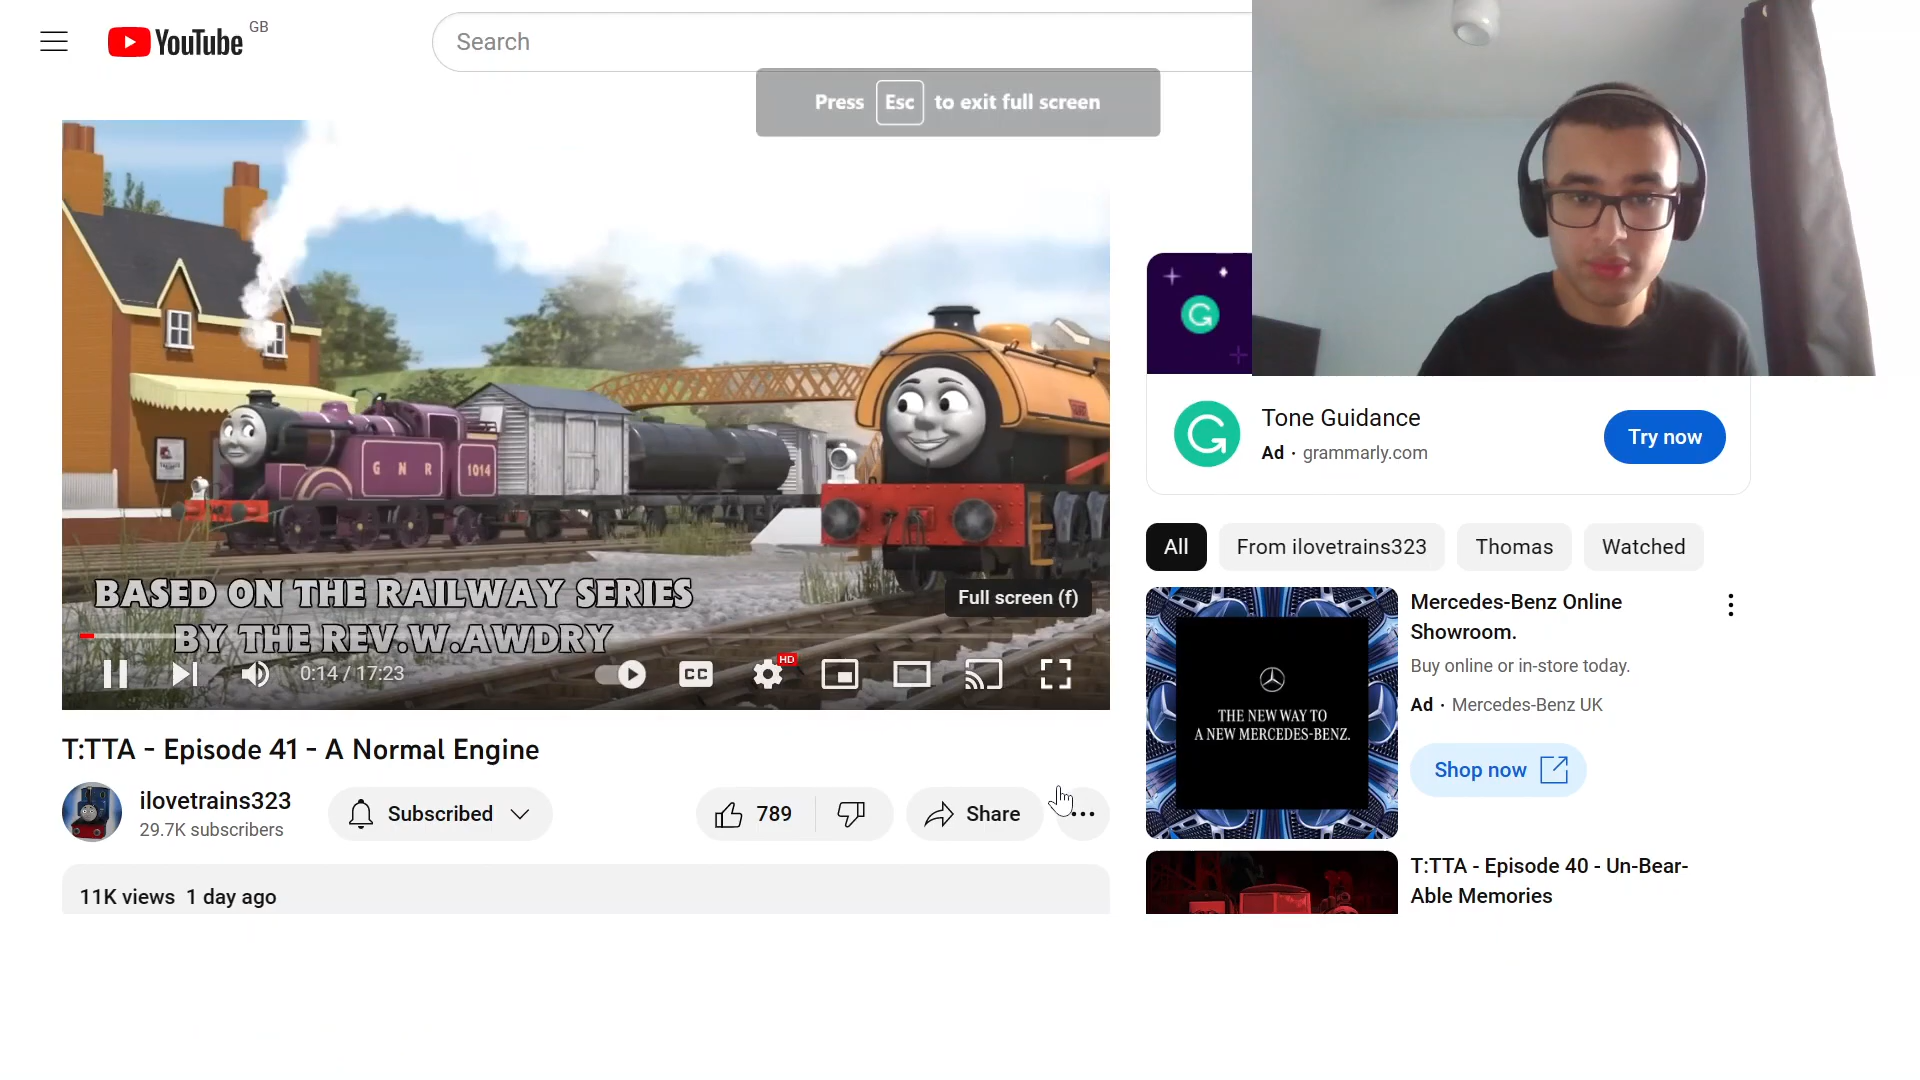 YouTube GB
Search
Press Esc to exit full screen
G N R 1014
BASED ON THE RAILWAY SERIES
BY THE REV.W.AWDRY
Full screen (f)
0:14 / 17:23
CC
HD
T:TTA - Episode 41 - A Normal Engine
ilovetrains323
29.7K subscribers
Subscribed
789
Share
11K views 1 day ago
Tone Guidance
Ad · grammarly.com
Try now
All
From ilovetrains323
Thomas
Watched
THE NEW WAY TO
A NEW MERCEDES-BENZ.
Mercedes-Benz Online
Showroom.
Buy online or in-store today.
Ad · Mercedes-Benz UK
Shop now
T:TTA - Episode 40 - Un-Bear-
Able Memories